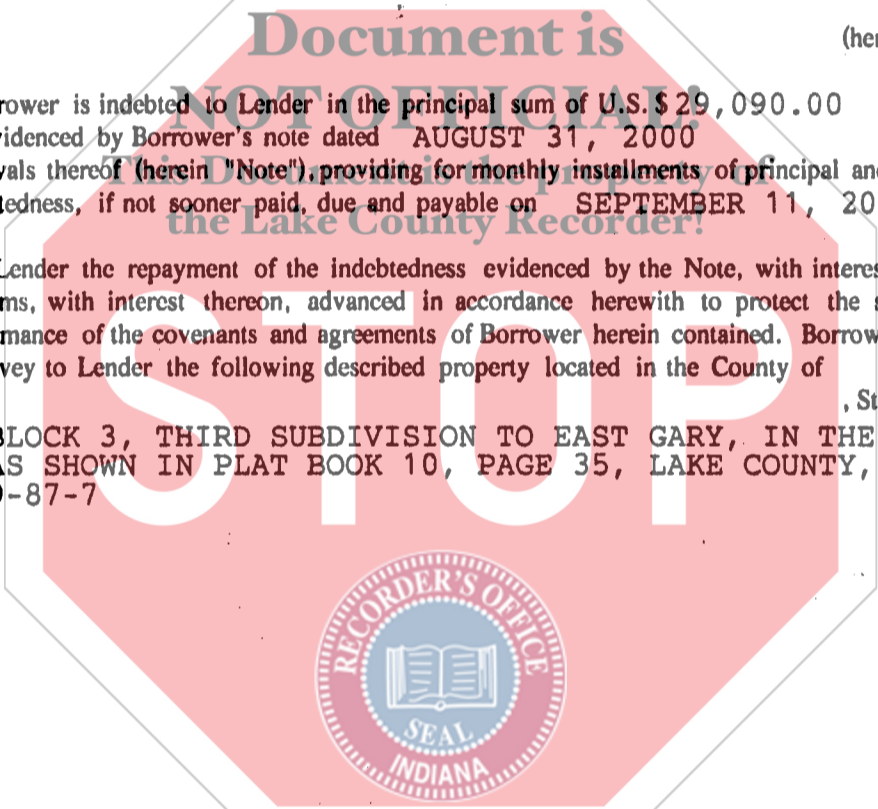 Document is
(her
NOT OFFICIAL!
rower is indebted to Lender in the principal sum of U.S. $ 29,090.00
videnced by Borrower's note dated AUGUST 31, 2000
vals thereof (herein "Note"), providing for monthly installments of principal and
This Document is the property of
tedness, if not sooner paid, due and payable on SEPTEMBER 11, 20
the Lake County Recorder!
Lender the repayment of the indebtedness evidenced by the Note, with interes
ms, with interest thereon, advanced in accordance herewith to protect the s
mance of the covenants and agreements of Borrower herein contained. Borrow
vey to Lender the following described property located in the County of
, St
BLOCK 3, THIRD SUBDIVISION TO EAST GARY, IN THE
AS SHOWN IN PLAT BOOK 10, PAGE 35, LAKE COUNTY,
9-87-7
STOP
RECORDER'S OFFICE
SEAL
INDIANA